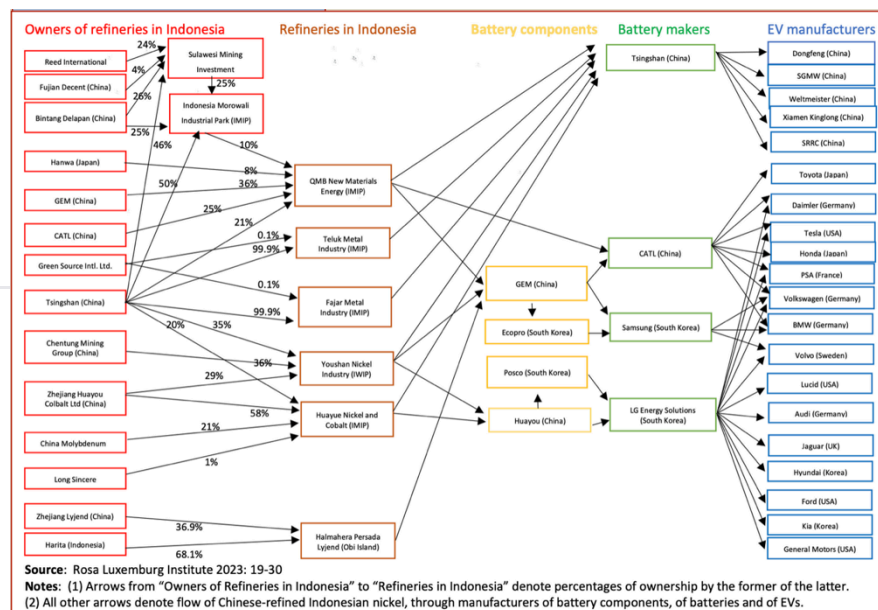 Owners of refineries in Indonesia
Refineries in Indonesia
Battery components
Battery makers
EV manufacturers
Reed International
Fujian Decent (China)
Bintang Delapan (China)
Hanwa (Japan)
GEM (China)
CATL (China)
Green Source Intl. Ltd.
Tsingshan (China)
Chentung Mining
Group (China)
Zhejiang Huayou
Colbalt Ltd (China)
China Molybdenum
Long Sincere
Zhejiang Lyjend (China)
Harita (Indonesia)
24%
4%
26%
25%
46%
Sulawesi Mining
Investment
25%
Indonesia Morowali
Industrial Park (IMIP)
10%
8%
50%
36%
25%
21%
0.1%
99.9%
0.1%
99.9%
20%
35%
36%
29%
58%
21%
1%
36.9%
68.1%
QMB New Materials
Energy (IMIP)
Teluk Metal
Industry (IMIP)
Fajar Metal
Industry (IMIP)
Youshan Nickel
Industry (IWIP)
Huayue Nickel and
Cobalt (IMIP)
Halmahera Persada
Lyjend (Obi Island)
GEM (China)
Ecopro (South Korea)
Posco (South Korea)
Huayou (China)
Tsingshan (China)
CATL (China)
Samsung (South Korea)
LG Energy Solutions
(South Korea)
Dongfeng (China)
SGMW (China)
Weltmeister (China)
Xiamen Kinglong (China)
SRRC (China)
Toyota (Japan)
Daimler (Germany)
Tesla (USA)
Honda (Japan)
PSA (France)
Volkswagen (Germany)
BMW (Germany)
Volvo (Sweden)
Lucid (USA)
Audi (Germany)
Jaguar (UK)
Hyundai (Korea)
Ford (USA)
Kia (Korea)
General Motors (USA)
Source: Rosa Luxemburg Institute 2023: 19-30
Notes: (1) Arrows from “Owners of Refineries in Indonesia” to “Refineries in Indonesia” denote percentages of ownership by the former of the latter.
(2) All other arrows denote flow of Chinese-refined Indonesian nickel, through manufacturers of battery components, of batteries and of EVs.